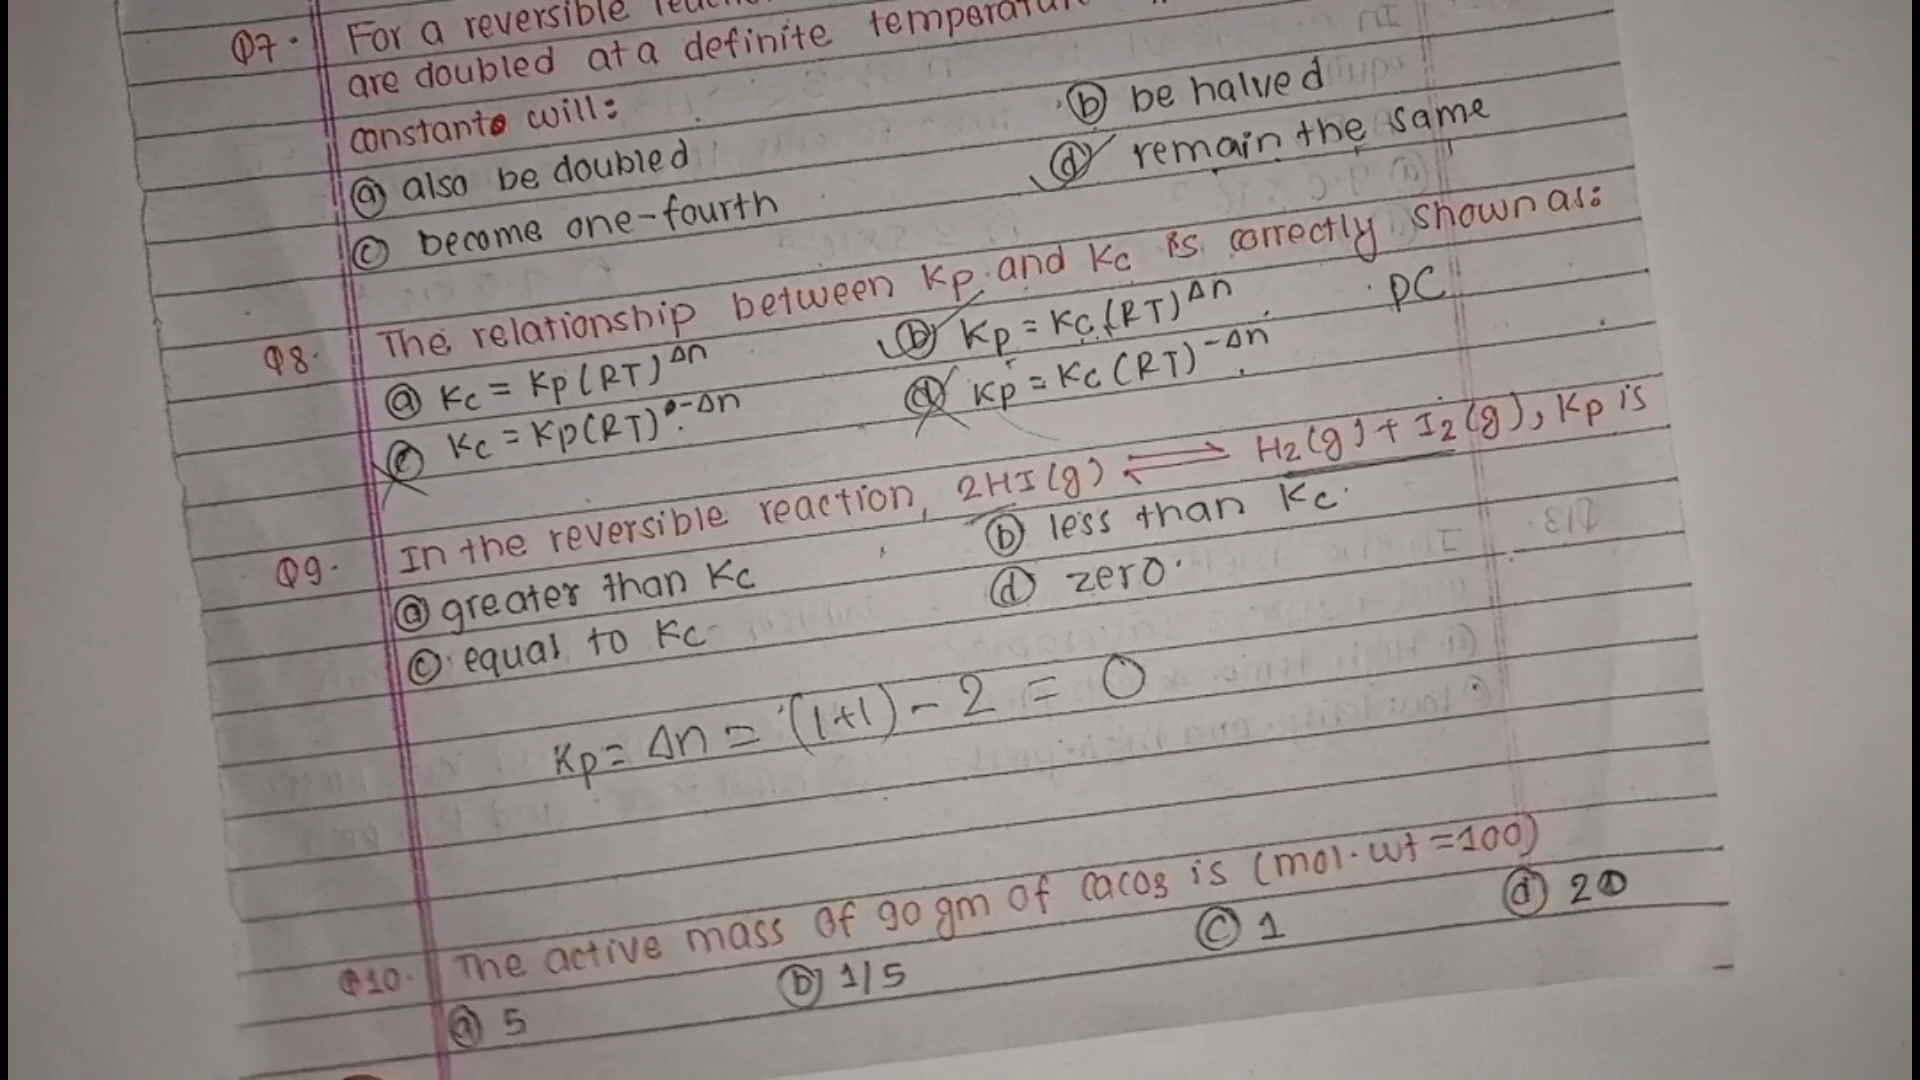 Q7. For a reversible
are doubled at a definite temperatur
constants will:
(a) also be doubled (b) be halved
(c) become one-fourth (d) remain the same
Q8. The relationship between Kp and Kc is correctly shown as:
(a) Kc = Kp(RT)^Δn (b) Kp = Kc(RT)^Δn PC
(c) Kc = Kp(RT)^-Δn (d) Kp = Kc(RT)^-Δn
Q9. In the reversible reaction, 2HI(g) ⇌ H2(g) + I2(g), Kp is
(a) greater than Kc (b) less than Kc.
(c) equal to Kc (d) zero.
Kp = Δn = (1+1) - 2 = 0
Q10. The active mass of 90 gm of CaCO3 is (mol. wt = 100)
(a) 5 (b) 1/5 (c) 1 (d) 20